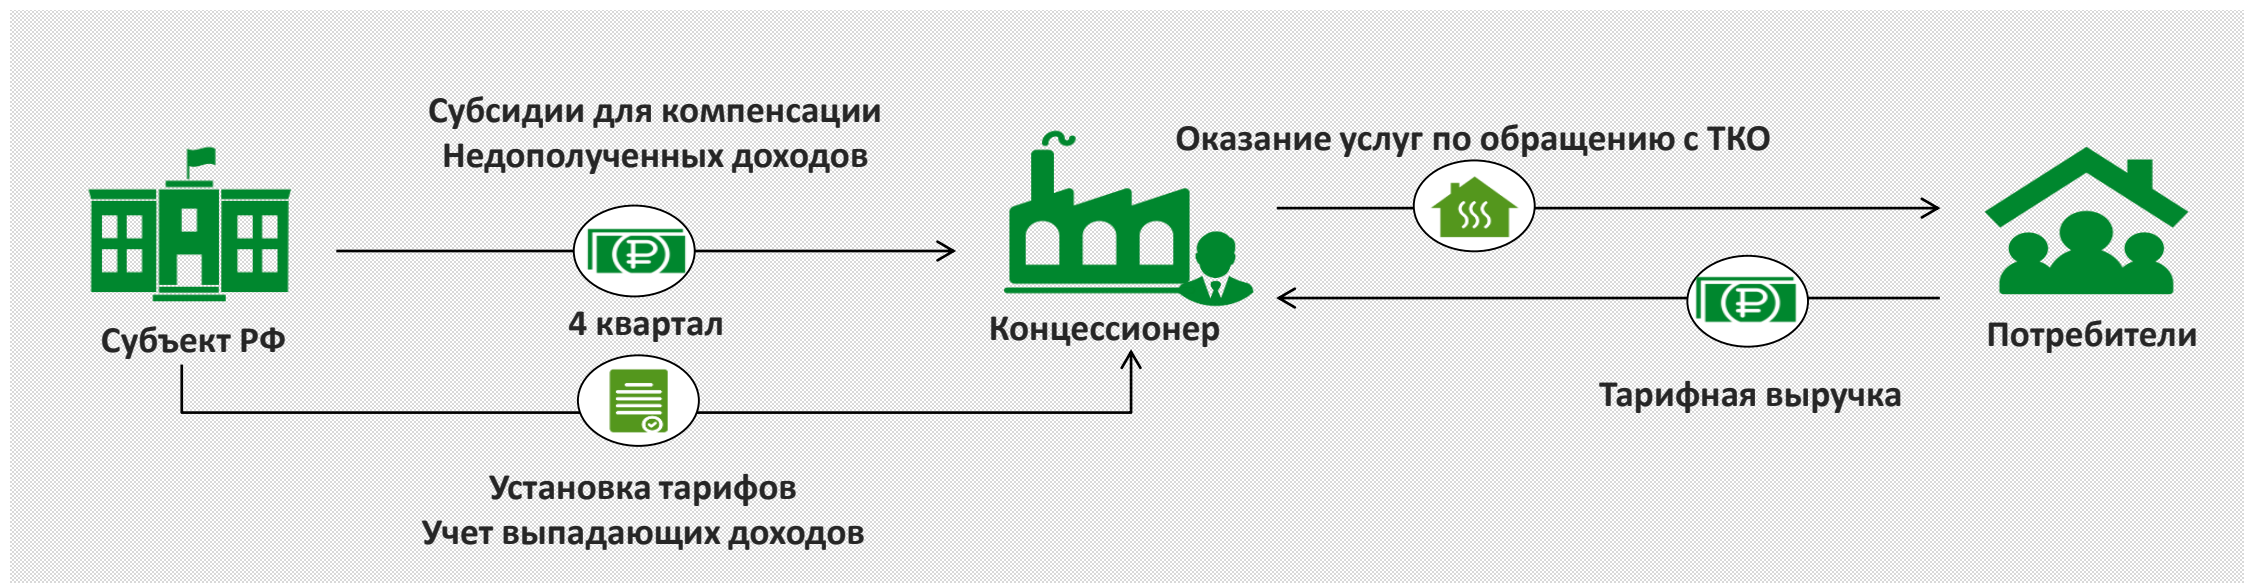 Субсидии для компенсации
Недополученных доходов
4 квартал
Субъект РФ
Установка тарифов
Учет выпадающих доходов
Концессионер
Оказание услуг по обращению с ТКО
Тарифная выручка
Потребители